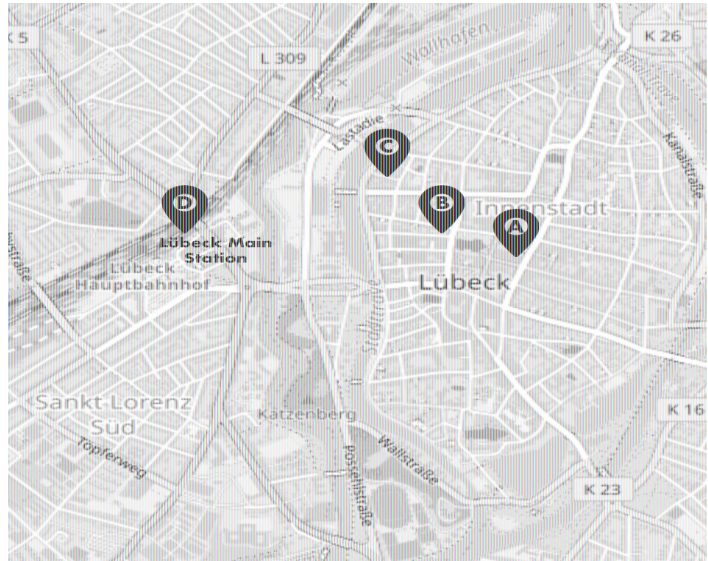 K 5
K 26
L 309
Wallhafen
Lastadie
Kanalstraße
C
D
B
Innenstadt
A
Lübeck Main
Station
Lübeck
Hauptbahnhof
Lübeck
Sankt Lorenz
Süd
Katzenberg
K 16
Töpferweg
Wallstraße
Possehlstraße
K 23